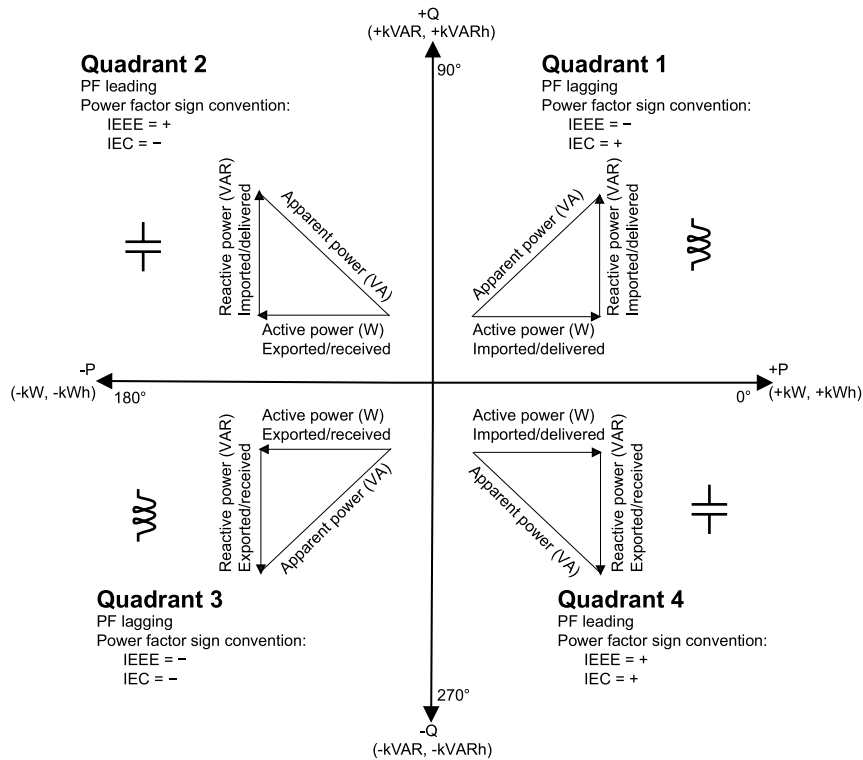 +Q
(+kVAR, +kVARh)
90°
Quadrant 2
PF leading
Power factor sign convention:
IEEE = +
IEC = −
Reactive power (VAR)
Imported/delivered
Apparent power (VA)
Active power (W)
Exported/received
Quadrant 1
PF lagging
Power factor sign convention:
IEEE = −
IEC = +
Apparent power (VA)
Reactive power (VAR)
Imported/delivered
Active power (W)
Imported/delivered
-P
(-kW, -kWh)
180°
0°
+P
(+kW, +kWh)
Active power (W)
Exported/received
Reactive power (VAR)
Exported/received
Apparent power (VA)
Quadrant 3
PF lagging
Power factor sign convention:
IEEE = −
IEC = −
Active power (W)
Imported/delivered
Apparent power (VA)
Reactive power (VAR)
Exported/received
Quadrant 4
PF leading
Power factor sign convention:
IEEE = +
IEC = +
270°
-Q
(-kVAR, -kVARh)